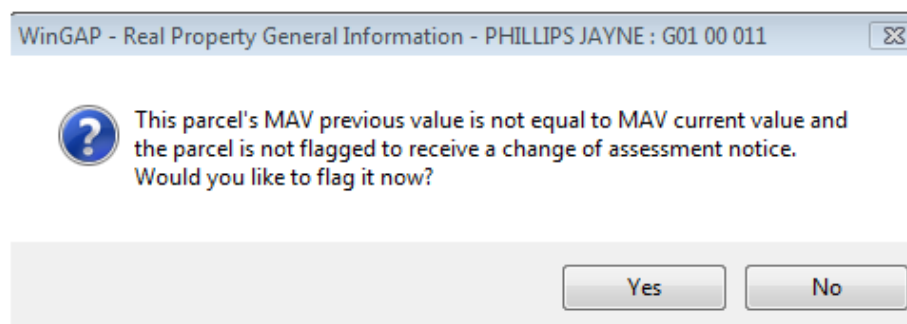 WinGAP - Real Property General Information - PHILLIPS JAYNE : G01 00 011
This parcel's MAV previous value is not equal to MAV current value and
the parcel is not flagged to receive a change of assessment notice.
Would you like to flag it now?
Yes No